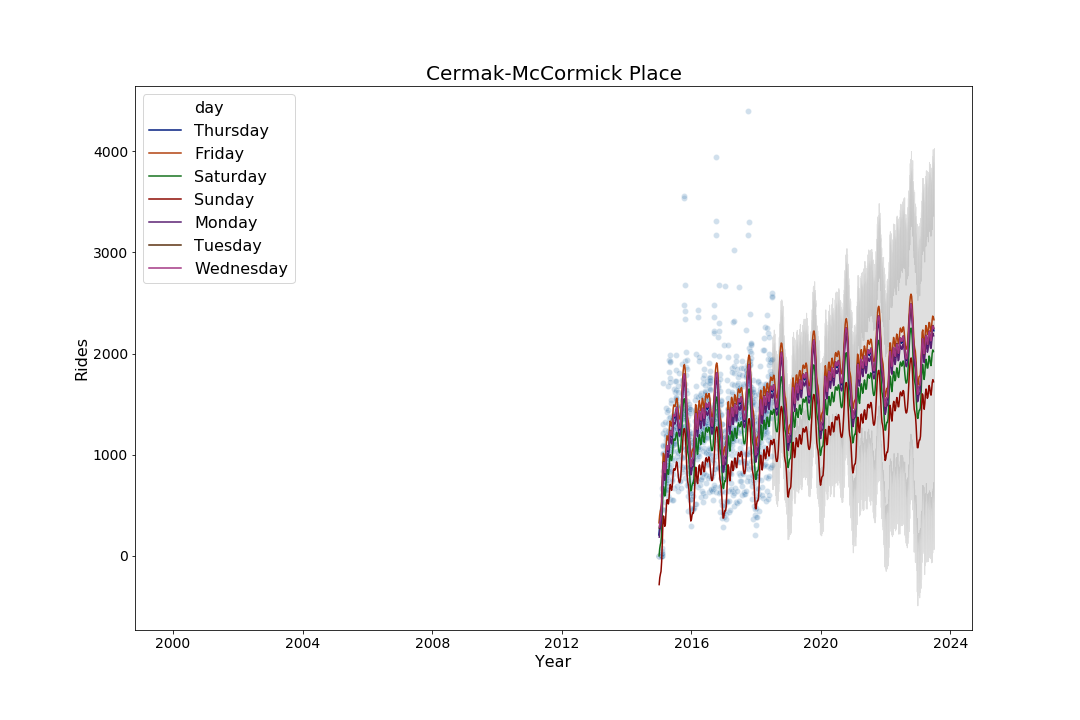 Cermak-McCormick Place
day
Thursday
Friday
Saturday
Sunday
Monday
Tuesday
Wednesday
4000
3000
2000
1000
0
Rides
2000
2004
2008
2012
2016
2020
2024
Year